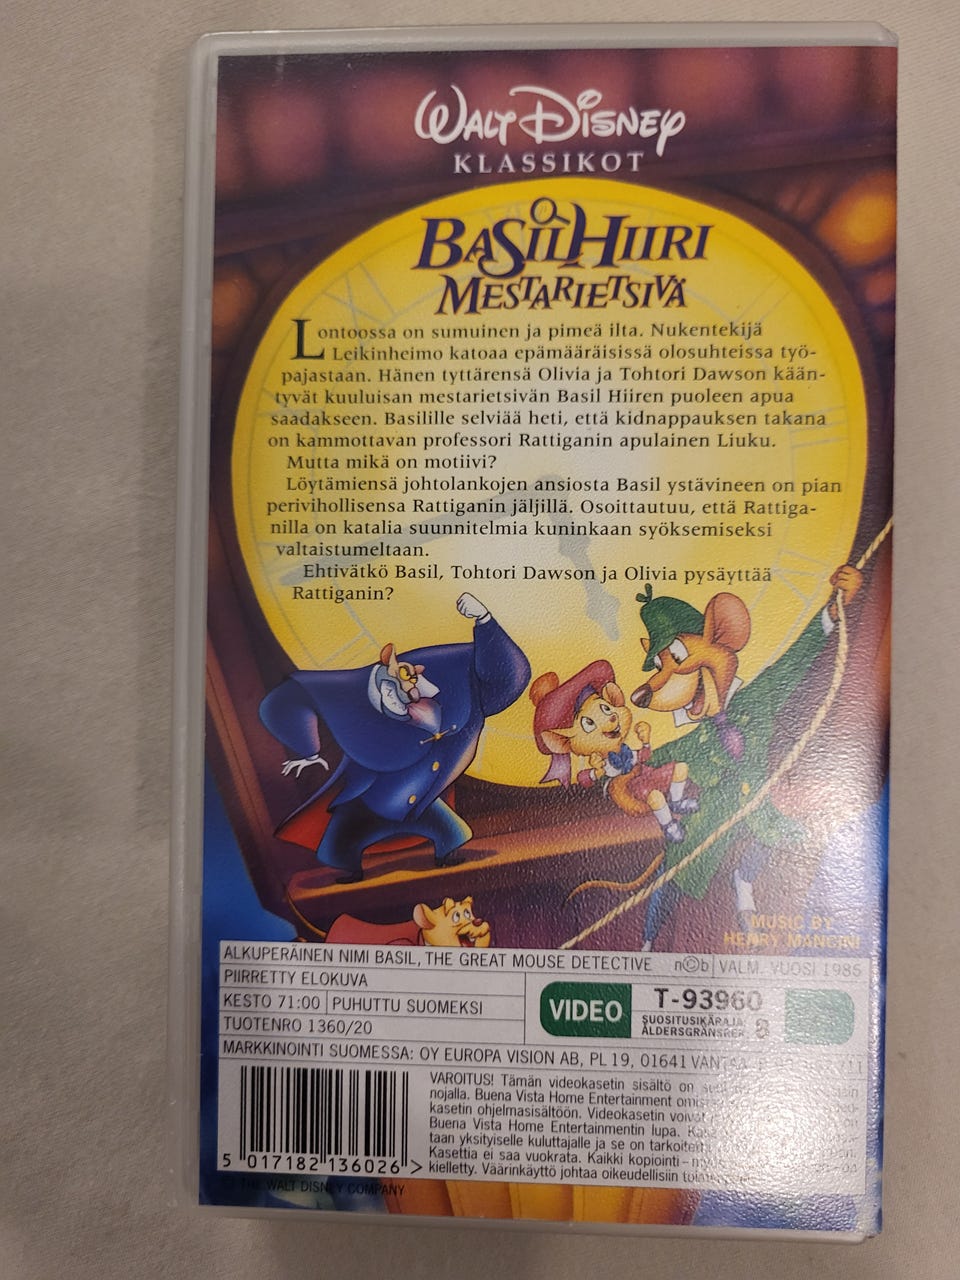 WALT DISNEY
KLASSIKOT
BASIL HIIRI
MESTARIETSIVÄ
Lontoossa on sumuinen ja pimeä ilta. Nukentekijä
Leikinheimo katoaa epämääräisissä olosuhteissa työ-
pajastaan. Hänen tyttärensä Olivia ja Tohtori Dawson kään-
tyvät kuuluisan mestarietsivän Basil Hiiren puoleen apua
saadakseen. Basilille selviää heti, että kidnappauksen takana
on kammottavan professori Rattiganin apulainen Liuku.
Mutta mikä on motiivi?
Löytämiensä johtolankojen ansiosta Basil ystävineen on pian
perivihollisensa Rattiganin jäljillä. Osoittautuu, että Rattiga-
nilla on katalia suunnitelmia kuninkaan syöksemiseksi
valtaistumeltaan.
Ehtivätkö Basil, Tohtori Dawson ja Olivia pysäyttää
Rattiganin?
MUSIC BY
HENRY MANCINI
ALKUPERÄINEN NIMI BASIL, THE GREAT MOUSE DETECTIVE n©b VALM. VUOSI 1985
PIIRRETTY ELOKUVA
KESTO 71:00 PUHUTTU SUOMEKSI
TUOTENRO 1360/20
VIDEO
T-93960
SUOSITUSIKÄRAJA
ÅLDERSGRÄNSREK
8
MARKKINOINTI SUOMESSA: OY EUROPA VISION AB, PL 19, 01641 VANTAA
VAROITUS! Tämän videokasetin sisältö on
nojalla. Buena Vista Home Entertainment
kasetin ohjelmasisältöön. Videokasetin
Buena Vista Home Entertainmentin lupa.
taan yksityiselle kuluttajalle ja se on
Kasettia ei saa vuokrata. Kaikki kopiointi
kielletty. Väärinkäyttö johtaa oikeudellisiin
5 017182 136026 >
© THE WALT DISNEY COMPANY